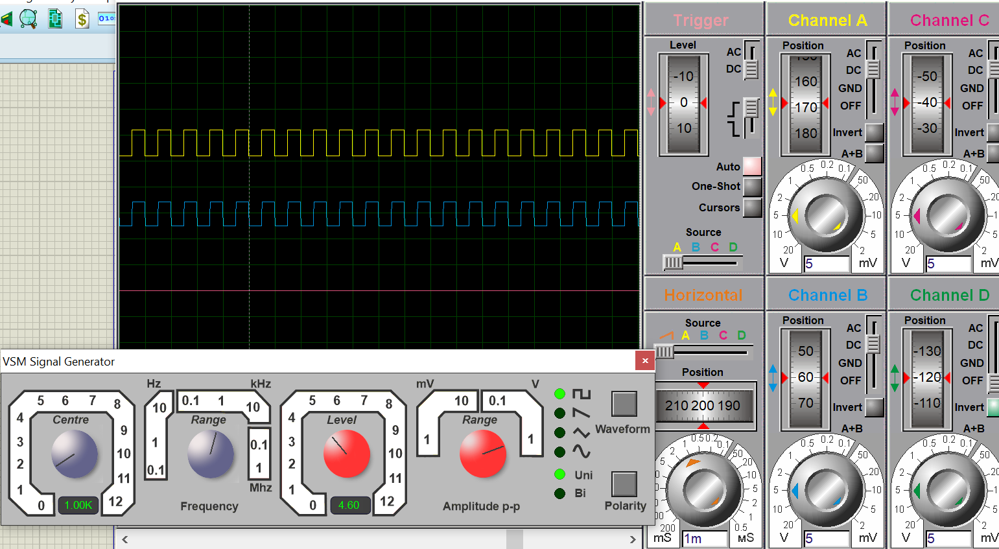 0101
Trigger
Level
-10
0
10
AC
DC
Auto
One-Shot
Cursors
Source
A B C D
Channel A
Position
160
170
180
AC
DC
GND
OFF
Invert
A+B
20 10 5 2 1 0.5 0.2 0.1 50 20 10 5 2
V 5 mV
Channel C
Position
-50
-40
-30
AC
DC
GND
OFF
Invert
A+B
20 10 5 2 1 0.5 0.2 0.1 50 20 10 5 2
V 5 mV
Horizontal
Source
A B C D
Position
210 200 190
200 5 2 1 0.5 0.2 0.1 50 20 10 5 2 1 0.5
mS 1m µS
Channel B
Position
50
60
70
AC
DC
GND
OFF
Invert
A+B
20 10 5 2 1 0.5 0.2 0.1 50 20 10 5 2
V 5 mV
Channel D
Position
-130
-120
-110
AC
DC
GND
OFF
Invert
A+B
20 10 5 2 1 0.5 0.2 0.1 50 20 10 5 2
V 5 mV
VSM Signal Generator
Centre
0 1 2 3 4 5 6 7 8 9 10 11 12
1.00K
Hz kHz
Range
0.1 1 10 0.1 1 10 0.1 1
Mhz
Frequency
Level
0 1 2 3 4 5 6 7 8 9 10 11 12
4.60
mV V
Range
1 10 0.1 1
Amplitude p-p
Uni
Bi
Waveform
Polarity